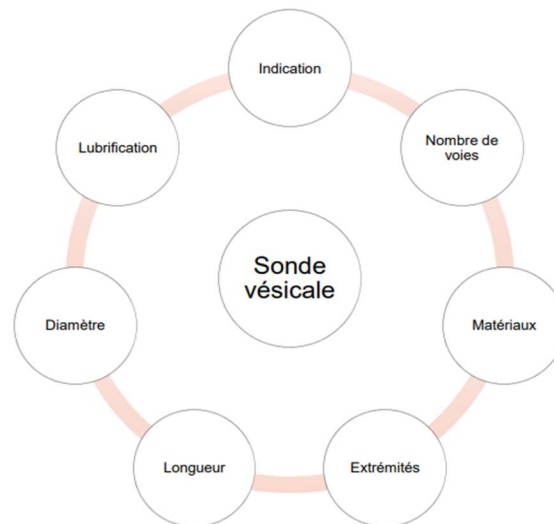 Indication
Nombre de
voies
Lubrification
Sonde
vésicale
Diamètre
Matériaux
Longueur
Extrémités